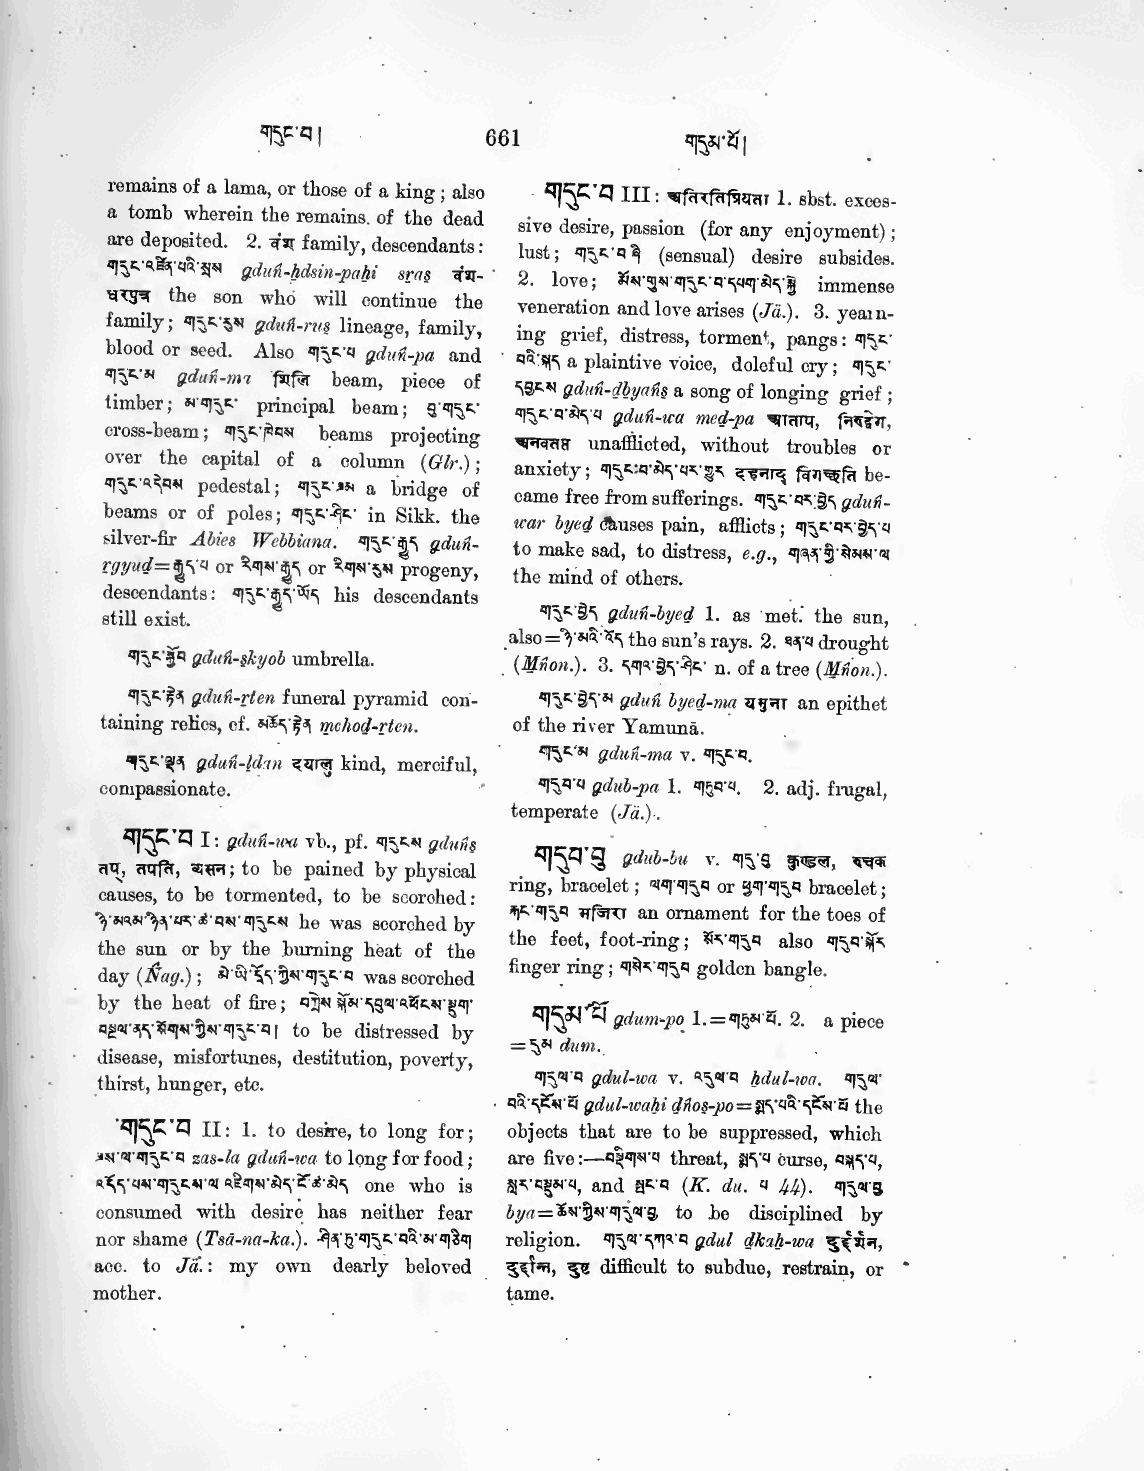 གདུང་བ། 661 གདུམ་པོ།
remains of a lama, or those of a king; also
a tomb wherein the remains. of the dead
are deposited. 2. वंश family, descendants:
གདུང་འཛིན་པའི་སྲས gduṅ-ḥdsin-paḥi sras वंश-
धरपुत्र the son who will continue the
family; གདུང་རུས gduṅ-rus lineage, family,
blood or seed. Also གདུང་པ gduṅ-pa and
གདུང་མ gduṅ-ma beam, piece of
timber; མ་གདུང་ principal beam; བུ་གདུང་
cross-beam; གདུང་ཁེབས beams projecting
over the capital of a column (Glr.);
གདུང་འདེབས pedestal; གདུང་ཟམ a bridge of
beams or of poles; གདུང་ཤིང་ in Sikk. the
silver-fir Abies Webbiana. གདུང་རྒྱུད gduṅ-
rgyud=རྒྱུད་པ or རིགས་རྒྱུད or རིགས་རུས progeny,
descendants: གདུང་རྒྱུད་ཡོད his descendants
still exist.
གདུང་སྐྱོབ gduṅ-skyob umbrella.
གདུང་རྟེན gduṅ-rten funeral pyramid con-
taining relics, cf. མཆོད་རྟེན mchod-rten.
གདུང་ལྡན gduṅ-ldan दयालु kind, merciful,
compassionate.
གདུང་བ I: gduṅ-wa vb., pf. གདུངས gduṅs
तप्, तपति, व्यसन; to be pained by physical
causes, to be tormented, to be scorched:
ཉི་མའམ་ཉིན་པར་ཚ་བས་གདུངས he was scorched by
the sun or by the burning heat of the
day (Ñag.); མེ་ཡི་དྲོད་ཀྱིས་གདུང་བ was scorched
by the heat of fire; བཀྲེས་སྐོམ་དབུལ་འཕོངས་སྡུག་
བསྔལ་ནད་སོགས་ཀྱིས་གདུང་བ། to be distressed by
disease, misfortunes, destitution, poverty,
thirst, hunger, etc.
གདུང་བ II: 1. to desire, to long for;
ཟས་ལ་གདུང་བ zas-la gduṅ-wa to long for food;
འདོད་པས་གདུངས་ལ་འཇིགས་མེད་ངོ་ཚ་མེད one who is
consumed with desire has neither fear
nor shame (Tsā-na-ka.). ཤིན་ཏུ་གདུང་བའི་མ་གཅིག
acc. to Jä.: my own dearly beloved
mother.
གདུང་བ III: अतिरतिप्रियता 1. sbst. exces-
sive desire, passion (for any enjoyment);
lust; གདུང་བ་ཞི (sensual) desire subsides.
2. love; མོས་གུས་གདུང་བ་དཔག་མེད་སྐྱེ immense
veneration and love arises (Jä.). 3. yearn-
ing grief, distress, torment, pangs: གདུང་
བའི་སྐད a plaintive voice, doleful cry; གདུང་
དབྱངས gduṅ-dbyaṅs a song of longing grief;
གདུང་བ་མེད་པ gduṅ-wa med-pa आताप, निरुद्वेग,
अनवतप्त unafflicted, without troubles or
anxiety; གདུང་བ་མེད་པར་གྱུར be-
came free from sufferings. གདུང་བར་བྱེད gduṅ-
war byed causes pain, afflicts; གདུང་བར་བྱེད་པ
to make sad, to distress, e.g., གཞན་གྱི་སེམས་ལ
the mind of others.
གདུང་བྱེད gduṅ-byed 1. as met. the sun,
also=ཉི་མའི་འོད the sun's rays. 2. ཐན་པ drought
(Mṅon.). 3. དགའ་བྱེད་ཤིང་ n. of a tree (Mṅon.).
གདུང་བྱེད་མ gduṅ byed-ma यमुना an epithet
of the river Yamunā.
གདུང་མ gduṅ-ma v. གདུང་བ.
གདུབ་པ gdub-pa 1. གཏུབ་པ. 2. adj. frugal,
temperate (Jä.).
གདུབ་བུ gdub-bu v. གདུ་བུ कुण्डल, रुचक
ring, bracelet; ལག་གདུབ or ཕྱག་གདུབ bracelet;
རྐང་གདུབ मञ्जिरा an ornament for the toes of
the feet, foot-ring; སོར་གདུབ also གདུབ་སྐོར
finger ring; གསེར་གདུབ golden bangle.
གདུམ་པོ gdum-po 1.=གཏུམ་པོ. 2. a piece
=དུམ dum.
གདུལ་བ gdul-wa v. འདུལ་བ ḥdul-wa. གདུལ་
བའི་དངོས་པོ gdul-waḥi dṅos-po=སྤད་པའི་དངོས་པོ the
objects that are to be suppressed, which
are five:—བསྡིགས་པ threat, སྨད་པ curse, བསྐྲད་པ,
སླར་བསྡུམ་པ, and སྤང་བ (K. du. པ 44). གདུལ་བྱ
bya=ཆོས་ཀྱིས་གདུལ་བྱ to be disciplined by
religion. གདུལ་དཀའ་བ gdul dkaḥ-wa दुर्द्दम,
दुर्दान्त, दुष्ट difficult to subdue, restrain, or
tame.